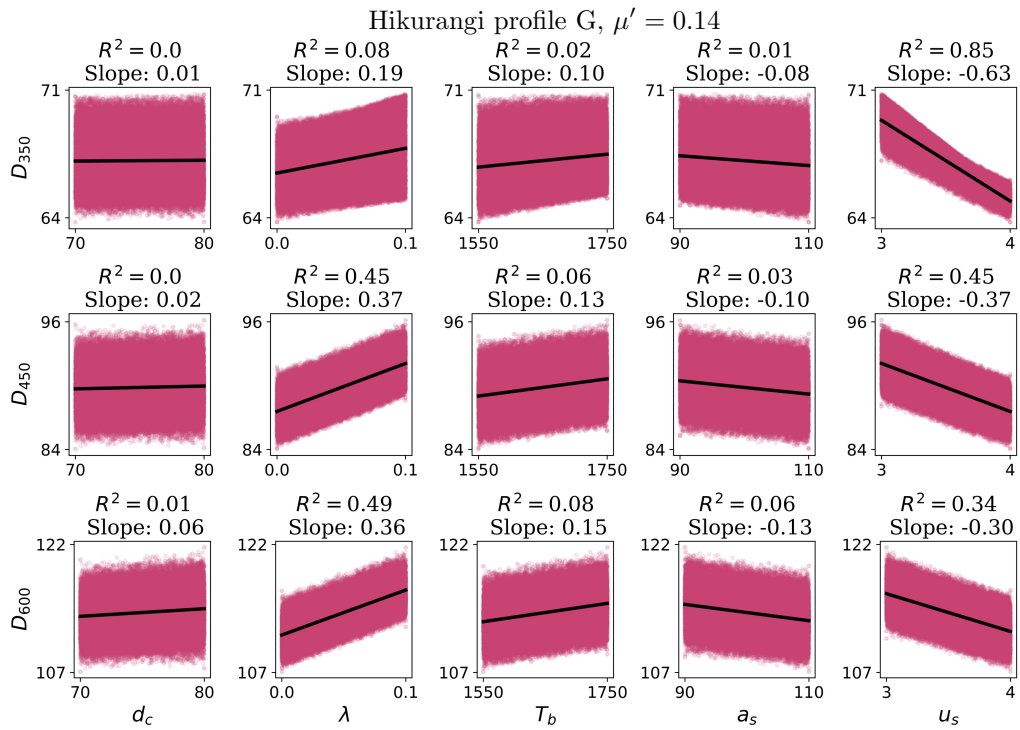 Hikurangi profile G, μ′ = 0.14
R² = 0.0 R² = 0.08 R² = 0.02 R² = 0.01 R² = 0.85
Slope: 0.01 Slope: 0.19 Slope: 0.10 Slope: -0.08 Slope: -0.63
71 71 71 71 71
D₃₅₀
64 64 64 64 64
70 80 0.0 0.1 1550 1750 90 110 3 4
R² = 0.0 R² = 0.45 R² = 0.06 R² = 0.03 R² = 0.45
Slope: 0.02 Slope: 0.37 Slope: 0.13 Slope: -0.10 Slope: -0.37
96 96 96 96 96
D₄₅₀
84 84 84 84 84
70 80 0.0 0.1 1550 1750 90 110 3 4
R² = 0.01 R² = 0.49 R² = 0.08 R² = 0.06 R² = 0.34
Slope: 0.06 Slope: 0.36 Slope: 0.15 Slope: -0.13 Slope: -0.30
122 122 122 122 122
D₆₀₀
107 107 107 107 107
70 80 0.0 0.1 1550 1750 90 110 3 4
d_c λ T_b a_s u_s